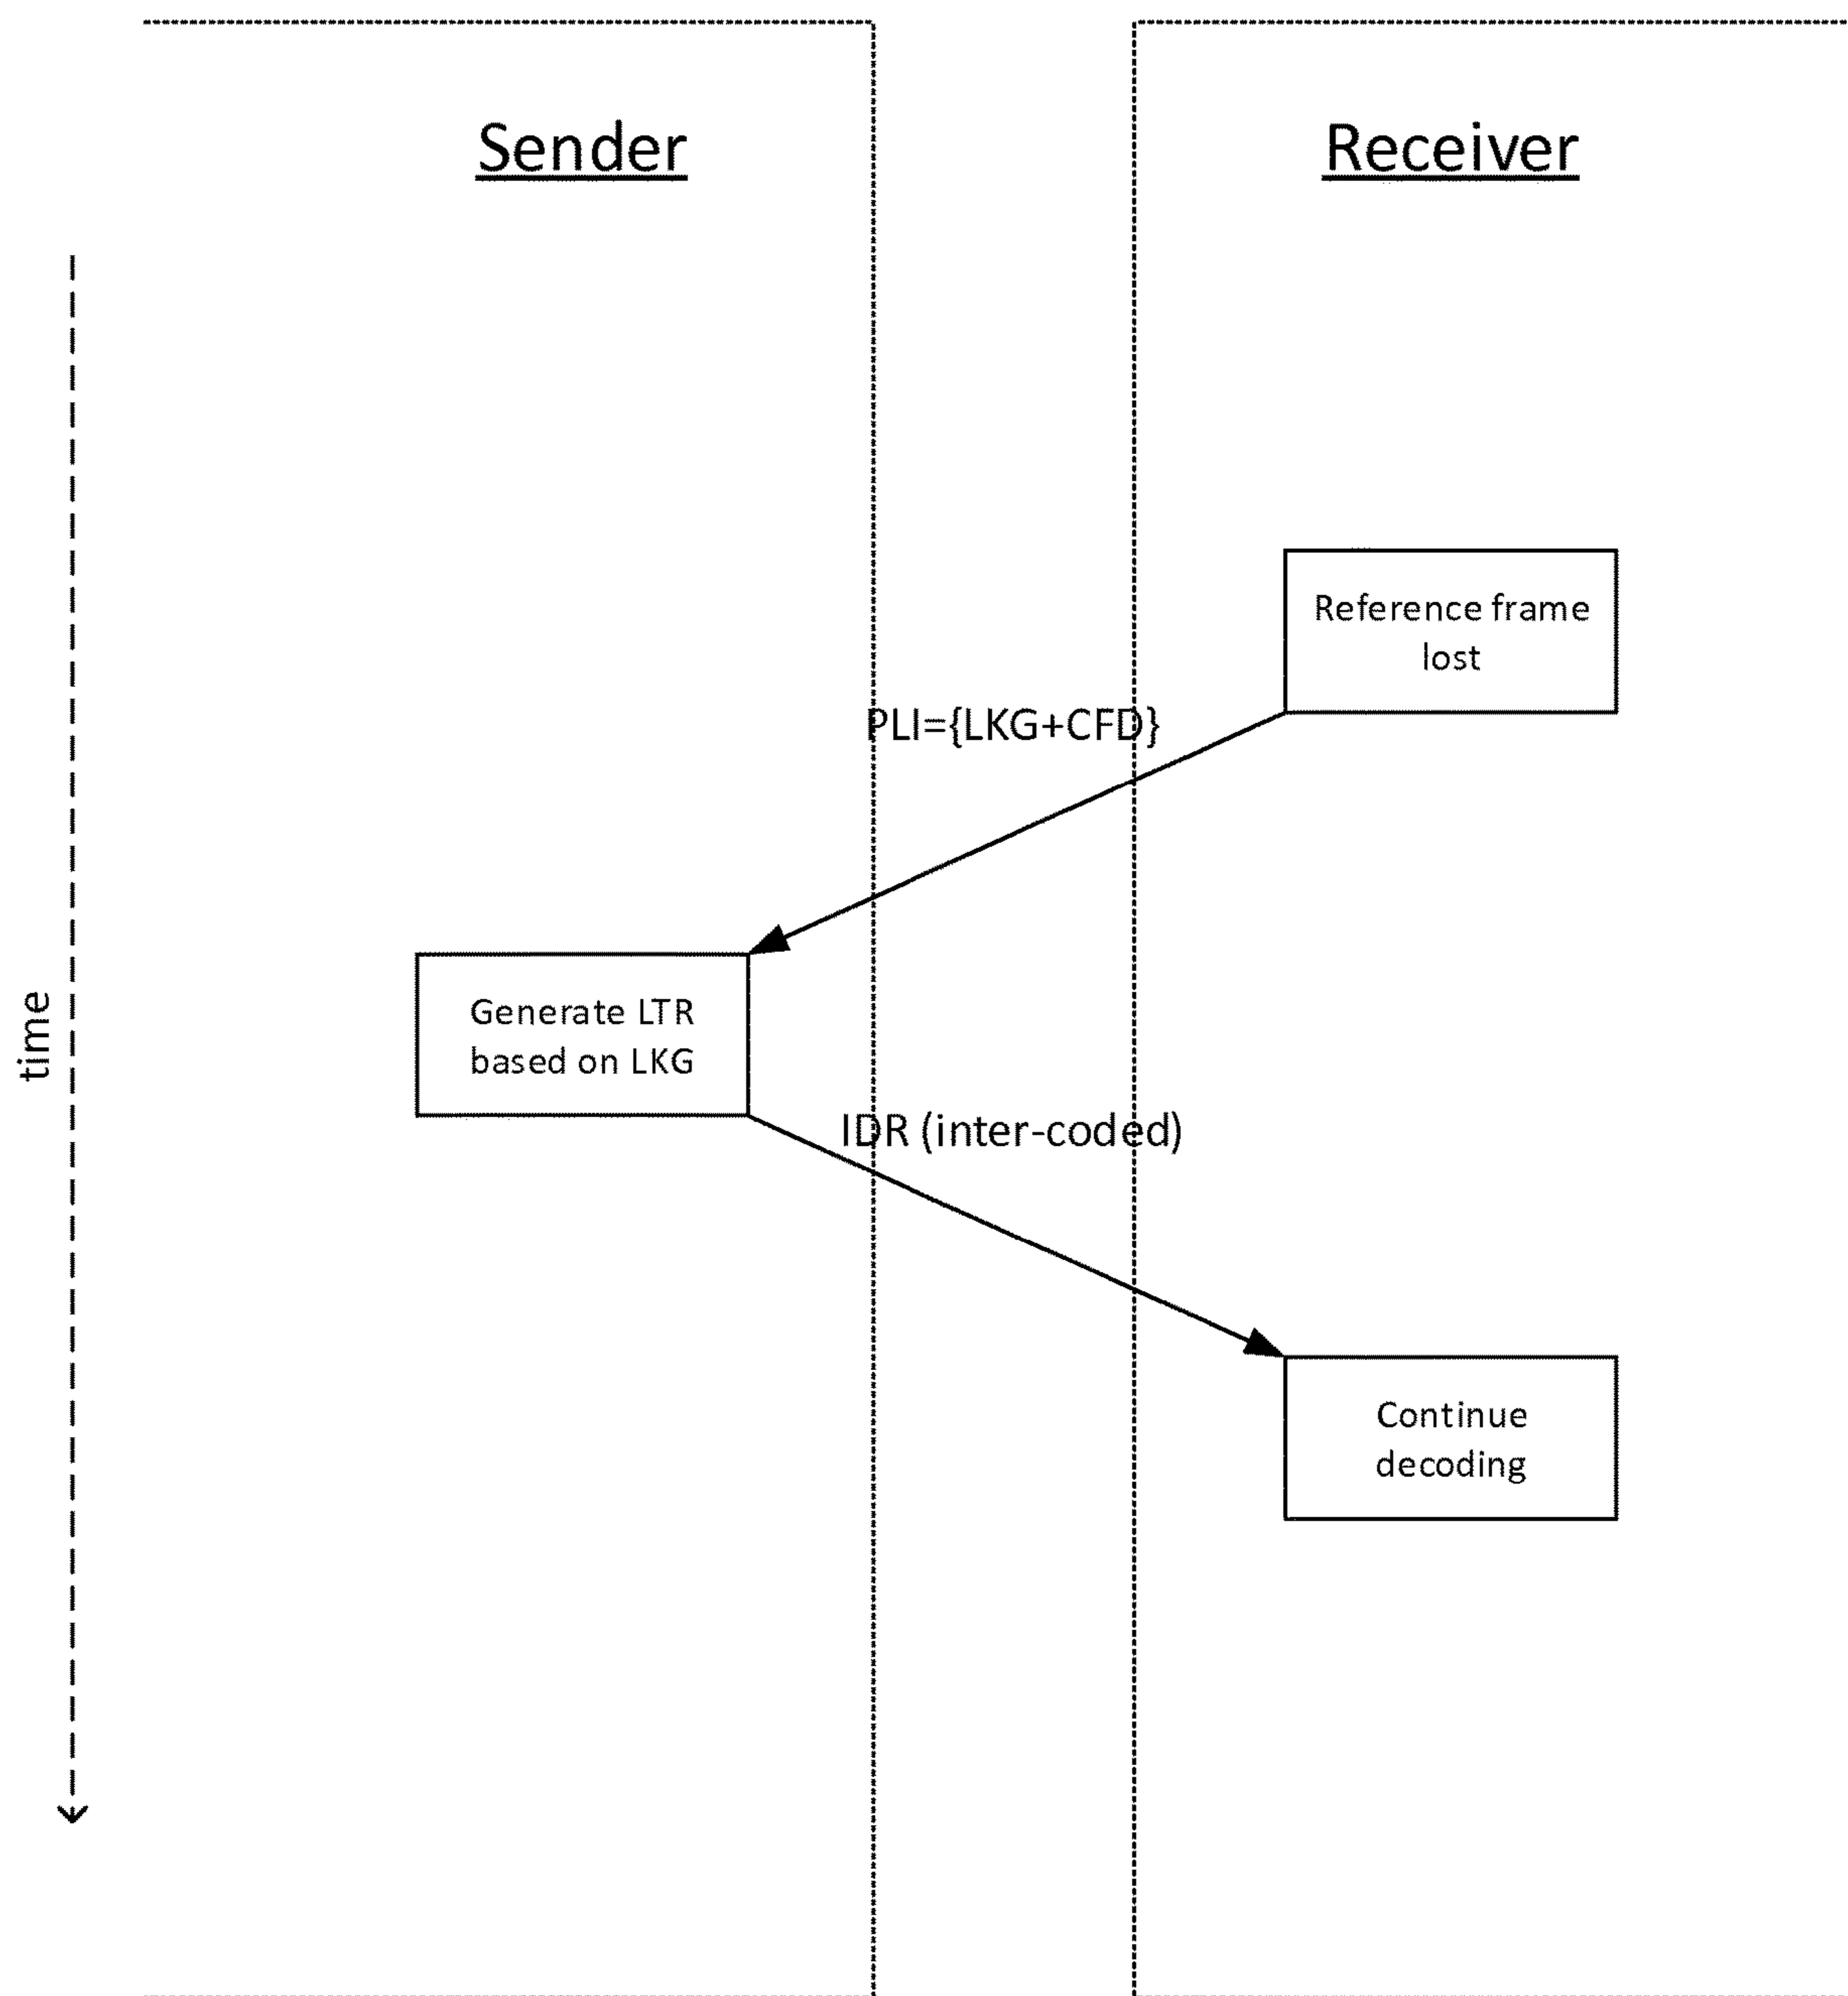 Sender
Receiver
Reference frame
lost
PLI={LKG+CFD}
Generate LTR
based on LKG
time
IDR (inter-coded)
Continue
decoding